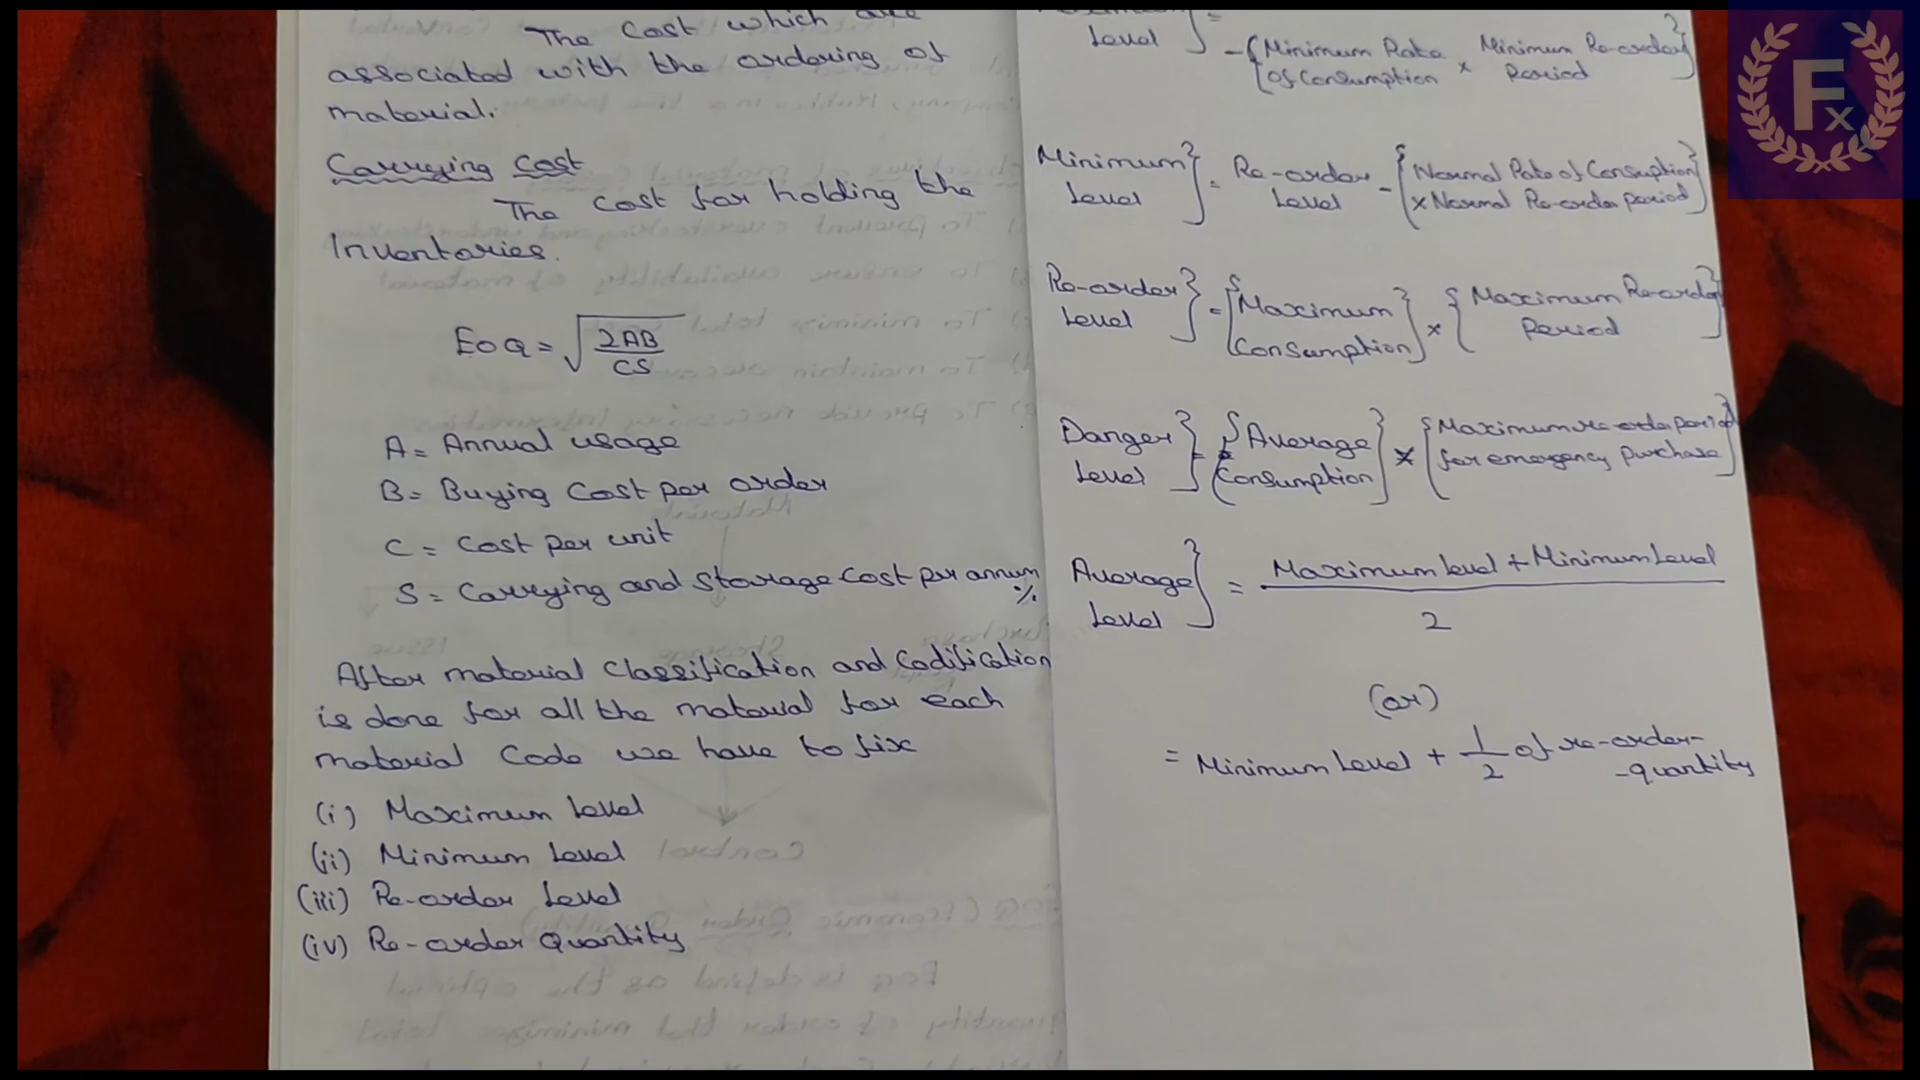 The cost which are
associated with the ordering of
material.
Carrying Cost
The cost for holding the
Inventories.
EOQ = √ 2AB
CS
A = Annual usage
B = Buying Cost per order
C = Cost per unit
S = Carrying and storage Cost per annum
%
After material Classification and Codification
is done for all the material for each
material Code we have to fix
(i) Maximum Level
(ii) Minimum Level
(iii) Re-order Level
(iv) Re-order Quantity
Level } =
- { Minimum Rate × Minimum Re-order }
{ of Consumption Period }
Minimum } = Re-order - { Normal Rate of Consuption }
Level } Level { × Normal Re-order period }
Re-order } = { Maximum } × { Maximum Re-order }
Level } { Consumption } { Period }
Danger } = { Average } × { Maximum re-order period }
Level } { Consumption } { for emergency purchase }
Average } = Maximum level + Minimum Level
Level } 2
(or)
= Minimum Level + 1/2 of re-order-
-quantity
Fx